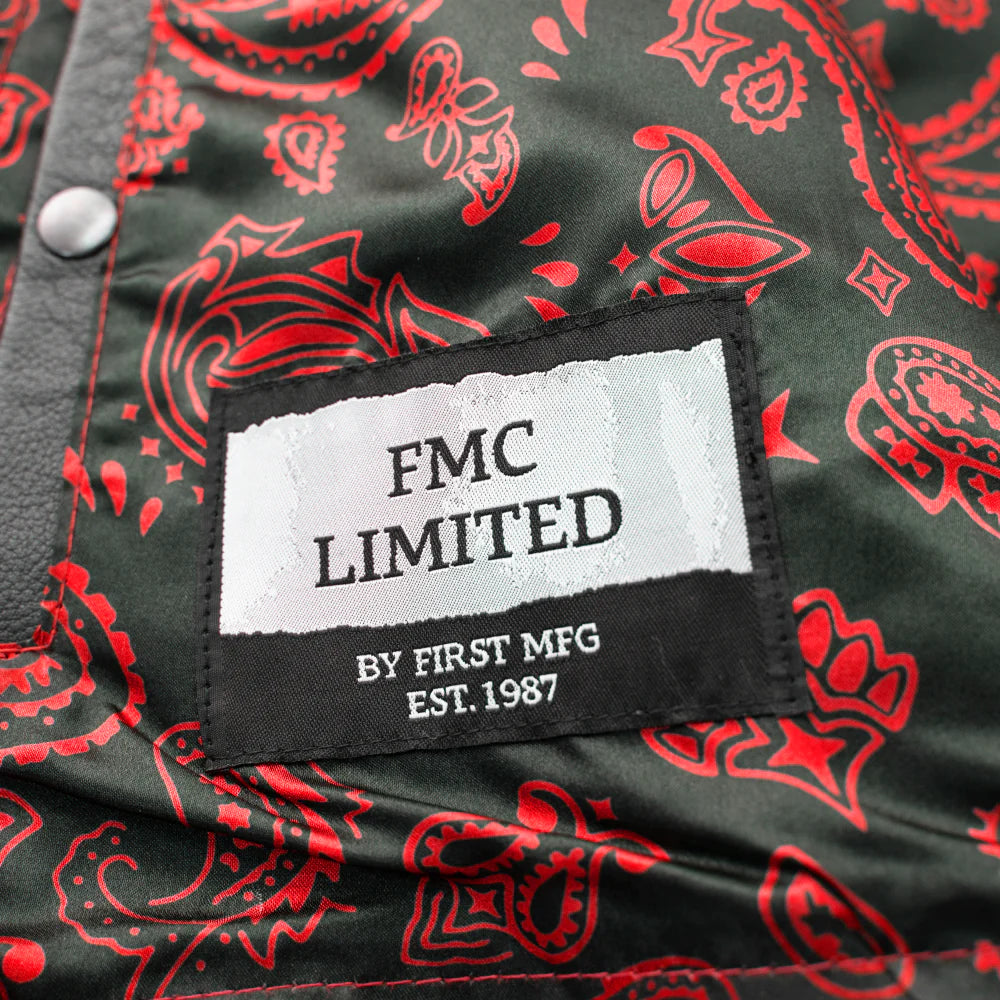 FMC
LIMITED
BY FIRST MFG
EST. 1987